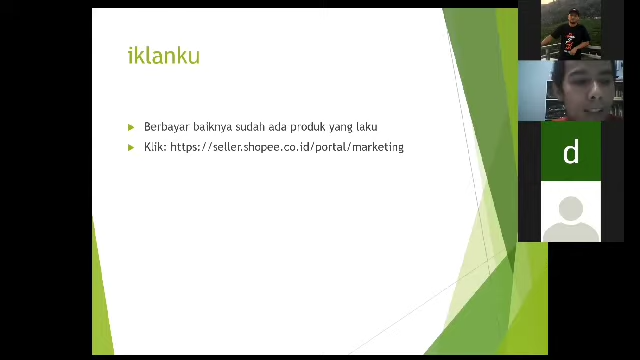 iklanku
Berbayar baiknya sudah ada produk yang laku
Klik: https://seller.shopee.co.id/portal/marketing
d